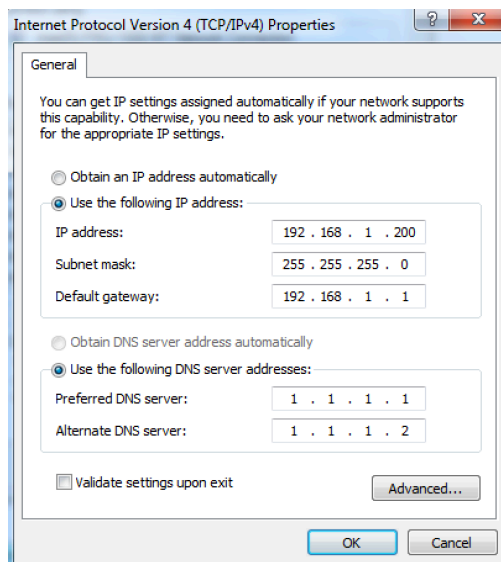 Internet Protocol Version 4 (TCP/IPv4) Properties
? X
General
You can get IP settings assigned automatically if your network supports
this capability. Otherwise, you need to ask your network administrator
for the appropriate IP settings.
Obtain an IP address automatically
Use the following IP address:
IP address: 192 . 168 . 1 . 200
Subnet mask: 255 . 255 . 255 . 0
Default gateway: 192 . 168 . 1 . 1
Obtain DNS server address automatically
Use the following DNS server addresses:
Preferred DNS server: 1 . 1 . 1 . 1
Alternate DNS server: 1 . 1 . 1 . 2
Validate settings upon exit
Advanced...
OK Cancel